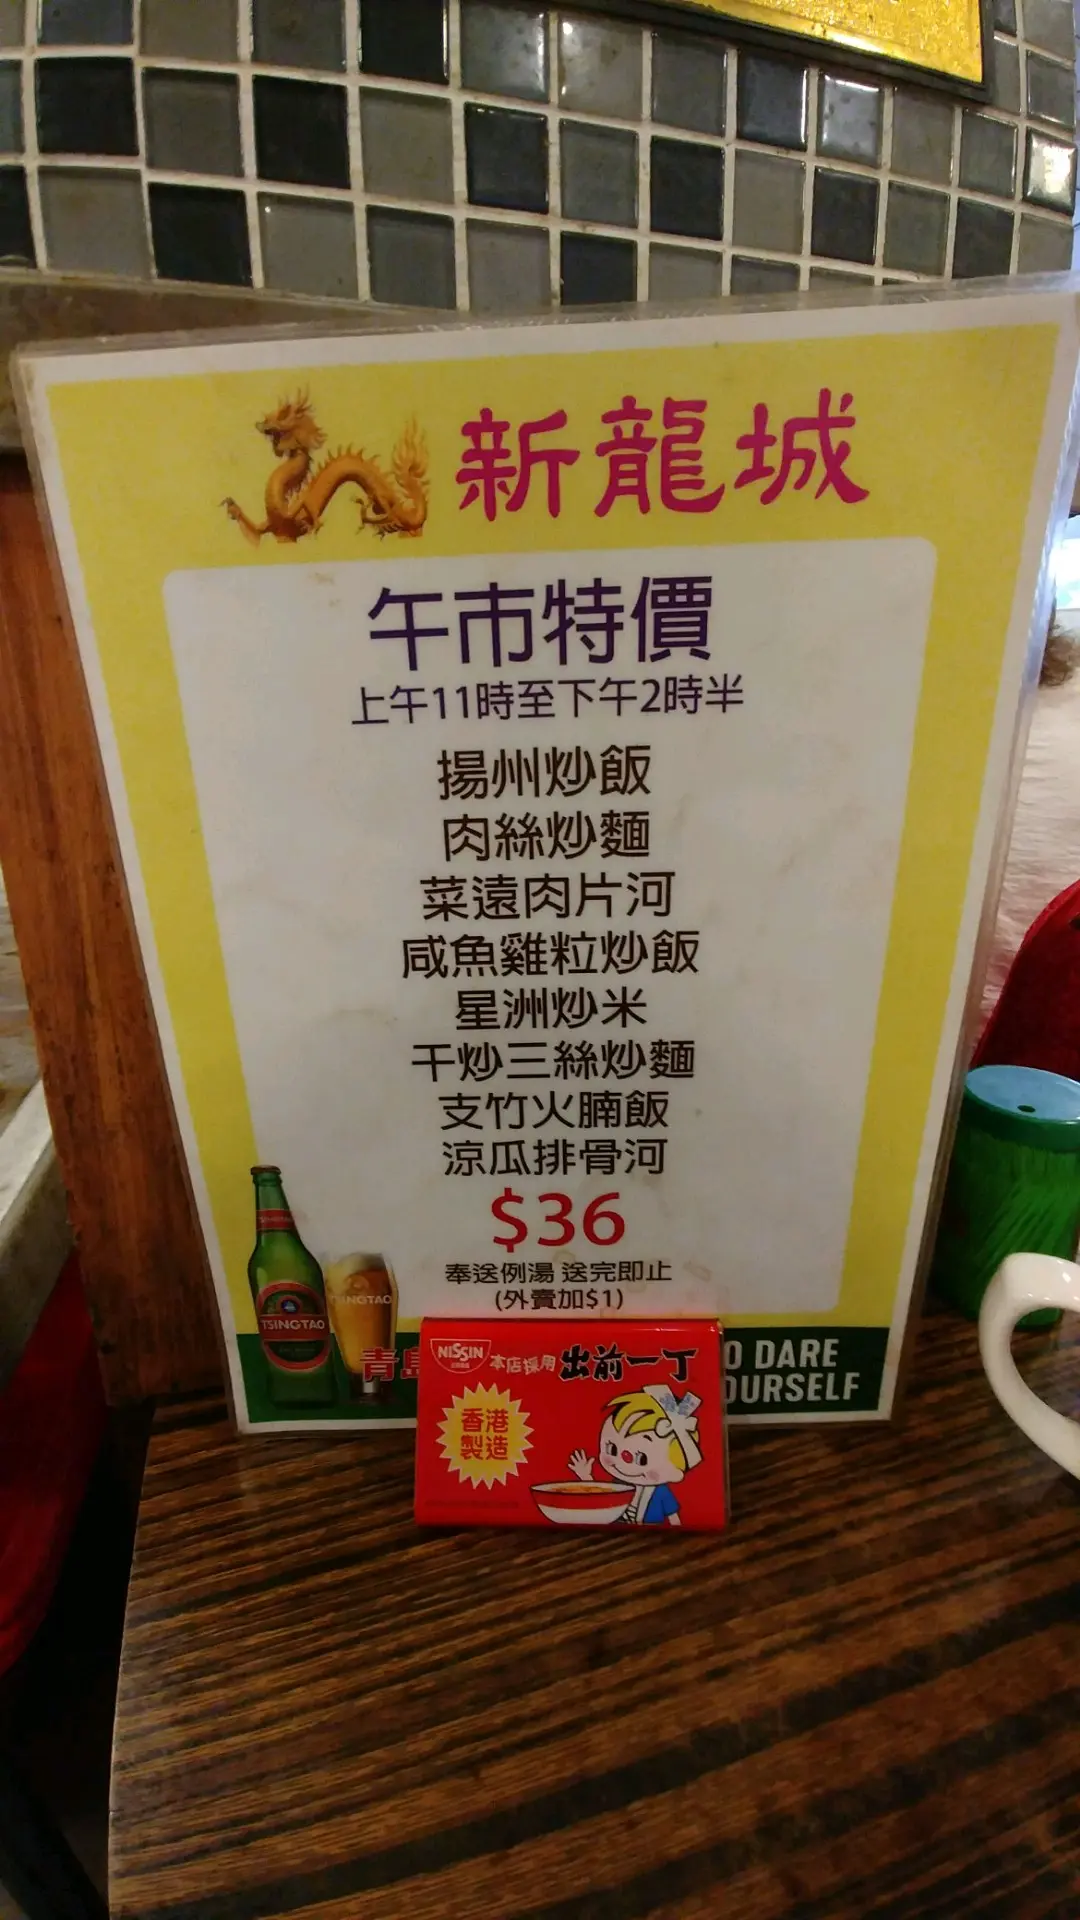 新龍城
午市特價
上午11時至下午2時半
揚州炒飯
肉絲炒麵
菜遠肉片河
咸魚雞粒炒飯
星洲炒米
干炒三絲炒麵
支竹火腩飯
涼瓜排骨河
$36
奉送例湯 送完即止
(外賣加$1)
TSINGTAO
TSINGTAO
青島
O DARE
OURSELF
NISSIN
本店採用 出前一丁
香港
製造